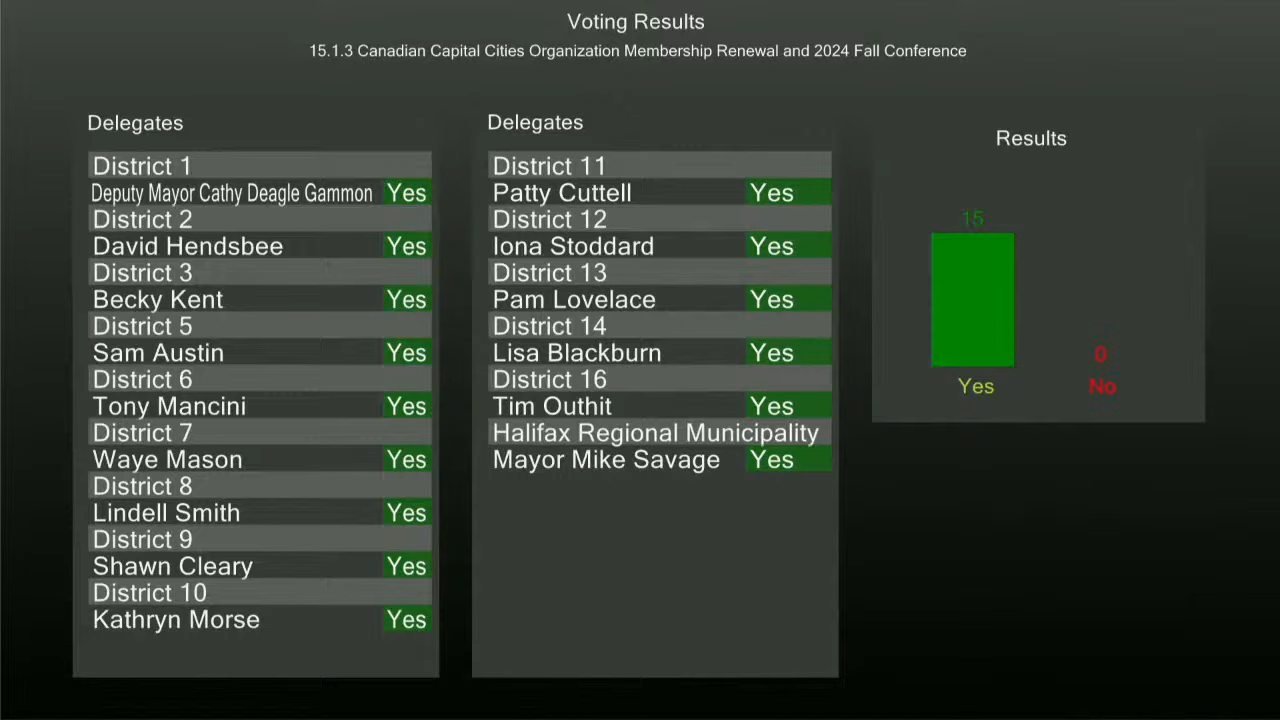 Voting Results
15.1.3 Canadian Capital Cities Organization Membership Renewal and 2024 Fall Conference
Delegates
District 1
Deputy Mayor Cathy Deagle Gammon Yes
District 2
David Hendsbee Yes
District 3
Becky Kent Yes
District 5
Sam Austin Yes
District 6
Tony Mancini Yes
District 7
Waye Mason Yes
District 8
Lindell Smith Yes
District 9
Shawn Cleary Yes
District 10
Kathryn Morse Yes
Delegates
District 11
Patty Cuttell Yes
District 12
Iona Stoddard Yes
District 13
Pam Lovelace Yes
District 14
Lisa Blackburn Yes
District 16
Tim Outhit Yes
Halifax Regional Municipality
Mayor Mike Savage Yes
Results
15
0
Yes No